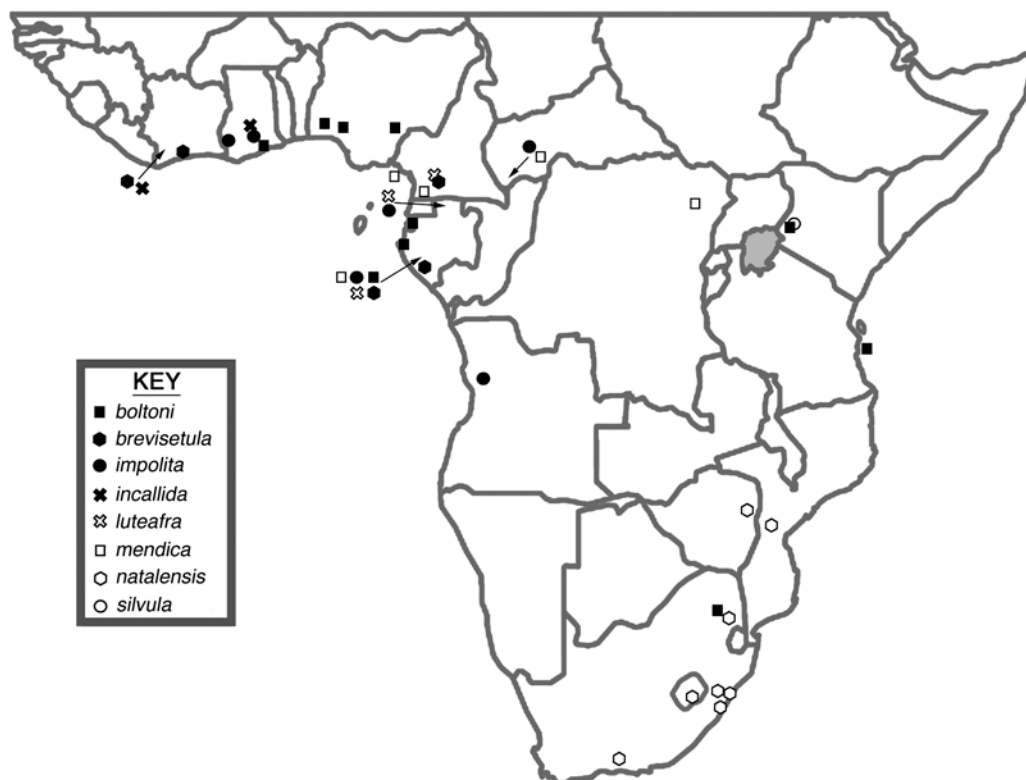 KEY
boltoni
brevisetula
impolita
incallida
luteafra
mendica
natalensis
silvula